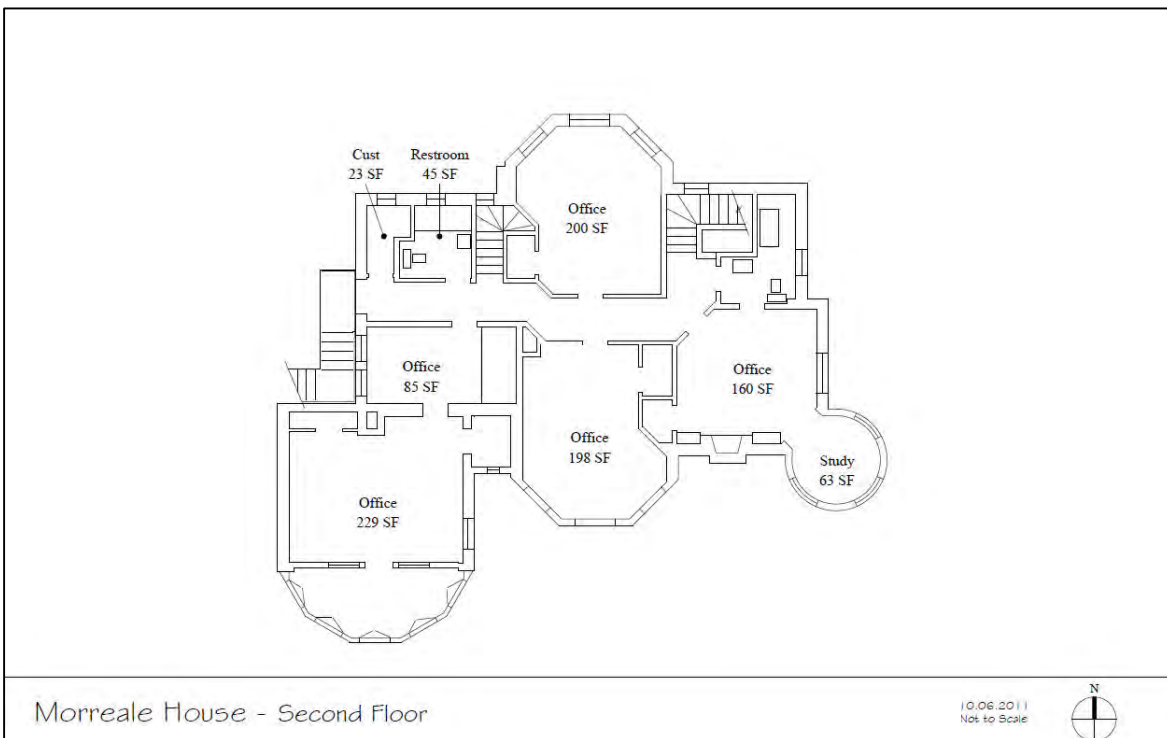 Cust
23 SF
Restroom
45 SF
Office
200 SF
Office
85 SF
Office
160 SF
Office
198 SF
Study
63 SF
Office
229 SF
Morreale House - Second Floor
10.06.2011
Not to Scale
N